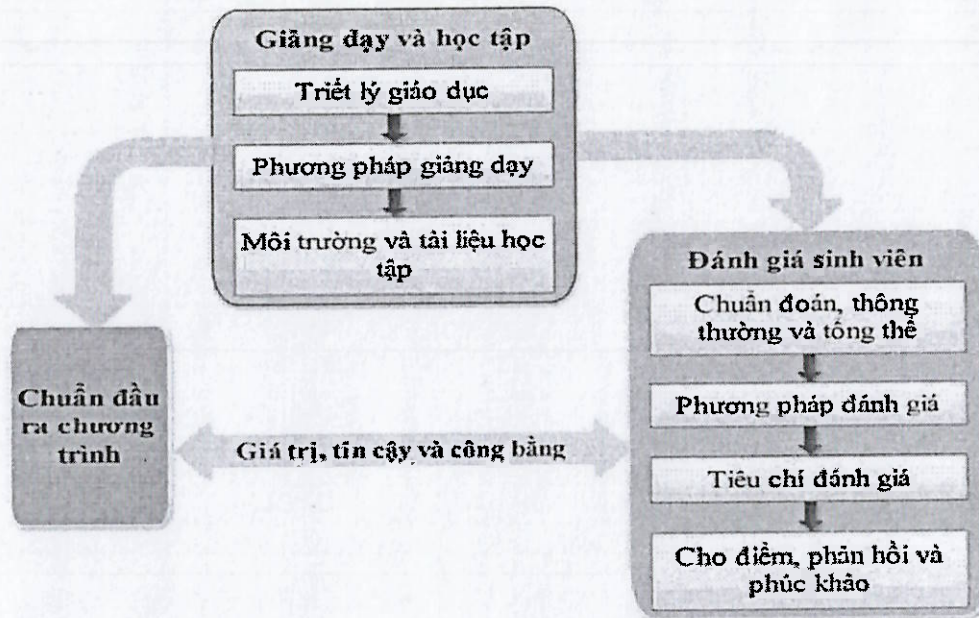 Giảng dạy và học tập
Triết lý giáo dục
Phương pháp giảng dạy
Môi trường và tài liệu học
tập
Đánh giá sinh viên
Chuẩn đoán, thông
thường và tổng thể
Phương pháp đánh giá
Tiêu chí đánh giá
Cho điểm, phản hồi và
phúc khảo
Chuẩn đầu
ra chương
trình
Giá trị, tin cậy và công bằng